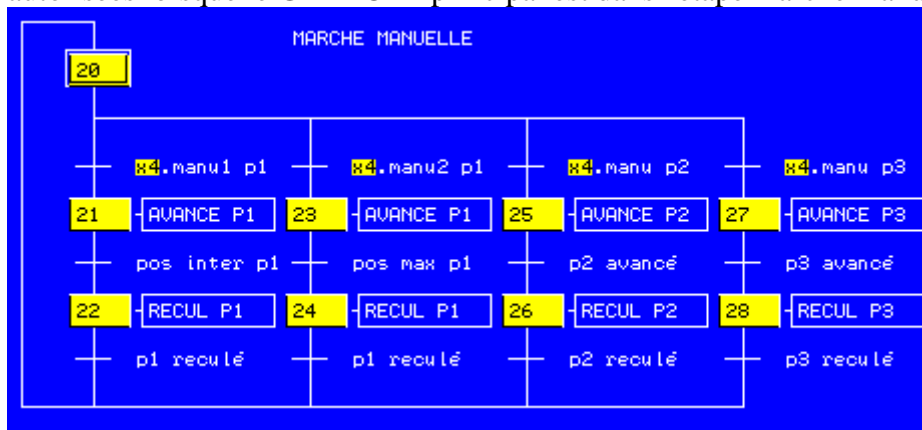 MARCHE MANUELLE
20
x4.manu1 p1 x4.manu2 p1 x4.manu p2 x4.manu p3
21 AVANCE P1 23 AVANCE P1 25 AVANCE P2 27 AVANCE P3
pos inter p1 pos max p1 p2 avancé p3 avancé
22 RECUL P1 24 RECUL P1 26 RECUL P2 28 RECUL P3
p1 reculé p1 reculé p2 reculé p3 reculé